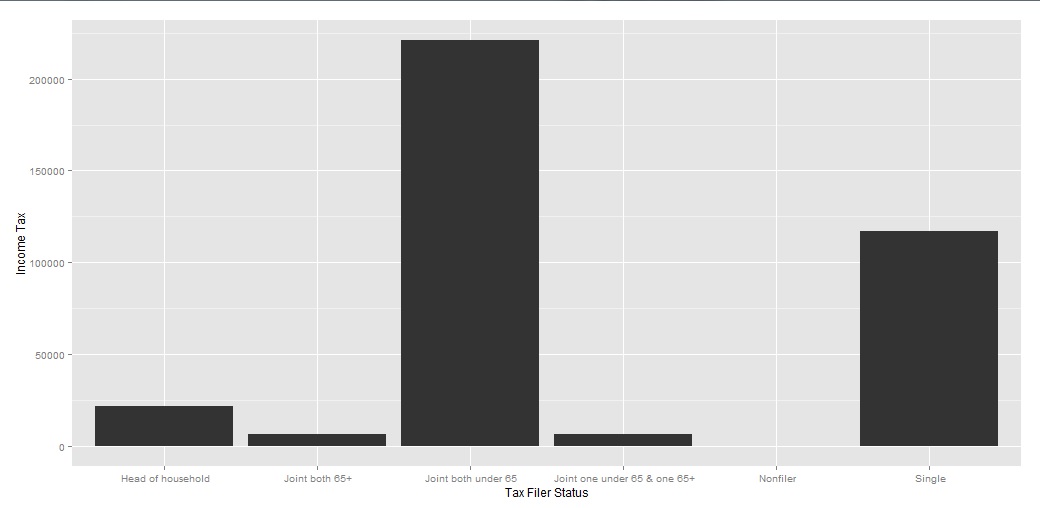 Income Tax
200000
150000
100000
50000
0
Head of household
Joint both 65+
Joint both under 65
Joint one under 65 & one 65+
Nonfiler
Single
Tax Filer Status